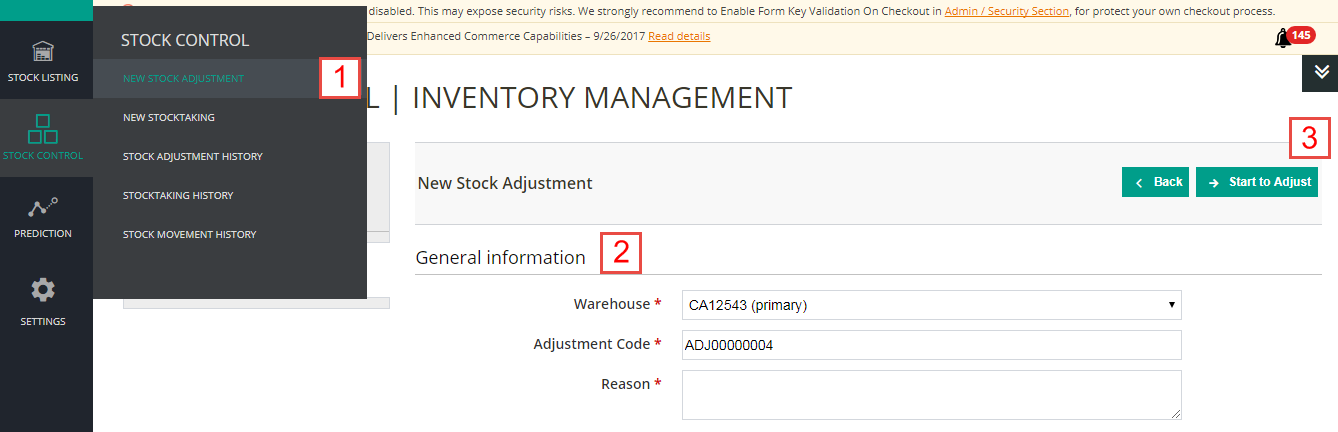 disabled. This may expose security risks. We strongly recommend to Enable Form Key Validation On Checkout in Admin / Security Section, for protect your own checkout process.
Delivers Enhanced Commerce Capabilities – 9/26/2017 Read details
145
STOCK LISTING
STOCK CONTROL
PREDICTION
SETTINGS
STOCK CONTROL
NEW STOCK ADJUSTMENT
1
NEW STOCKTAKING
STOCK ADJUSTMENT HISTORY
STOCKTAKING HISTORY
STOCK MOVEMENT HISTORY
L | INVENTORY MANAGEMENT
3
New Stock Adjustment
Back
Start to Adjust
General information
2
Warehouse *
CA12543 (primary)
Adjustment Code *
ADJ00000004
Reason *